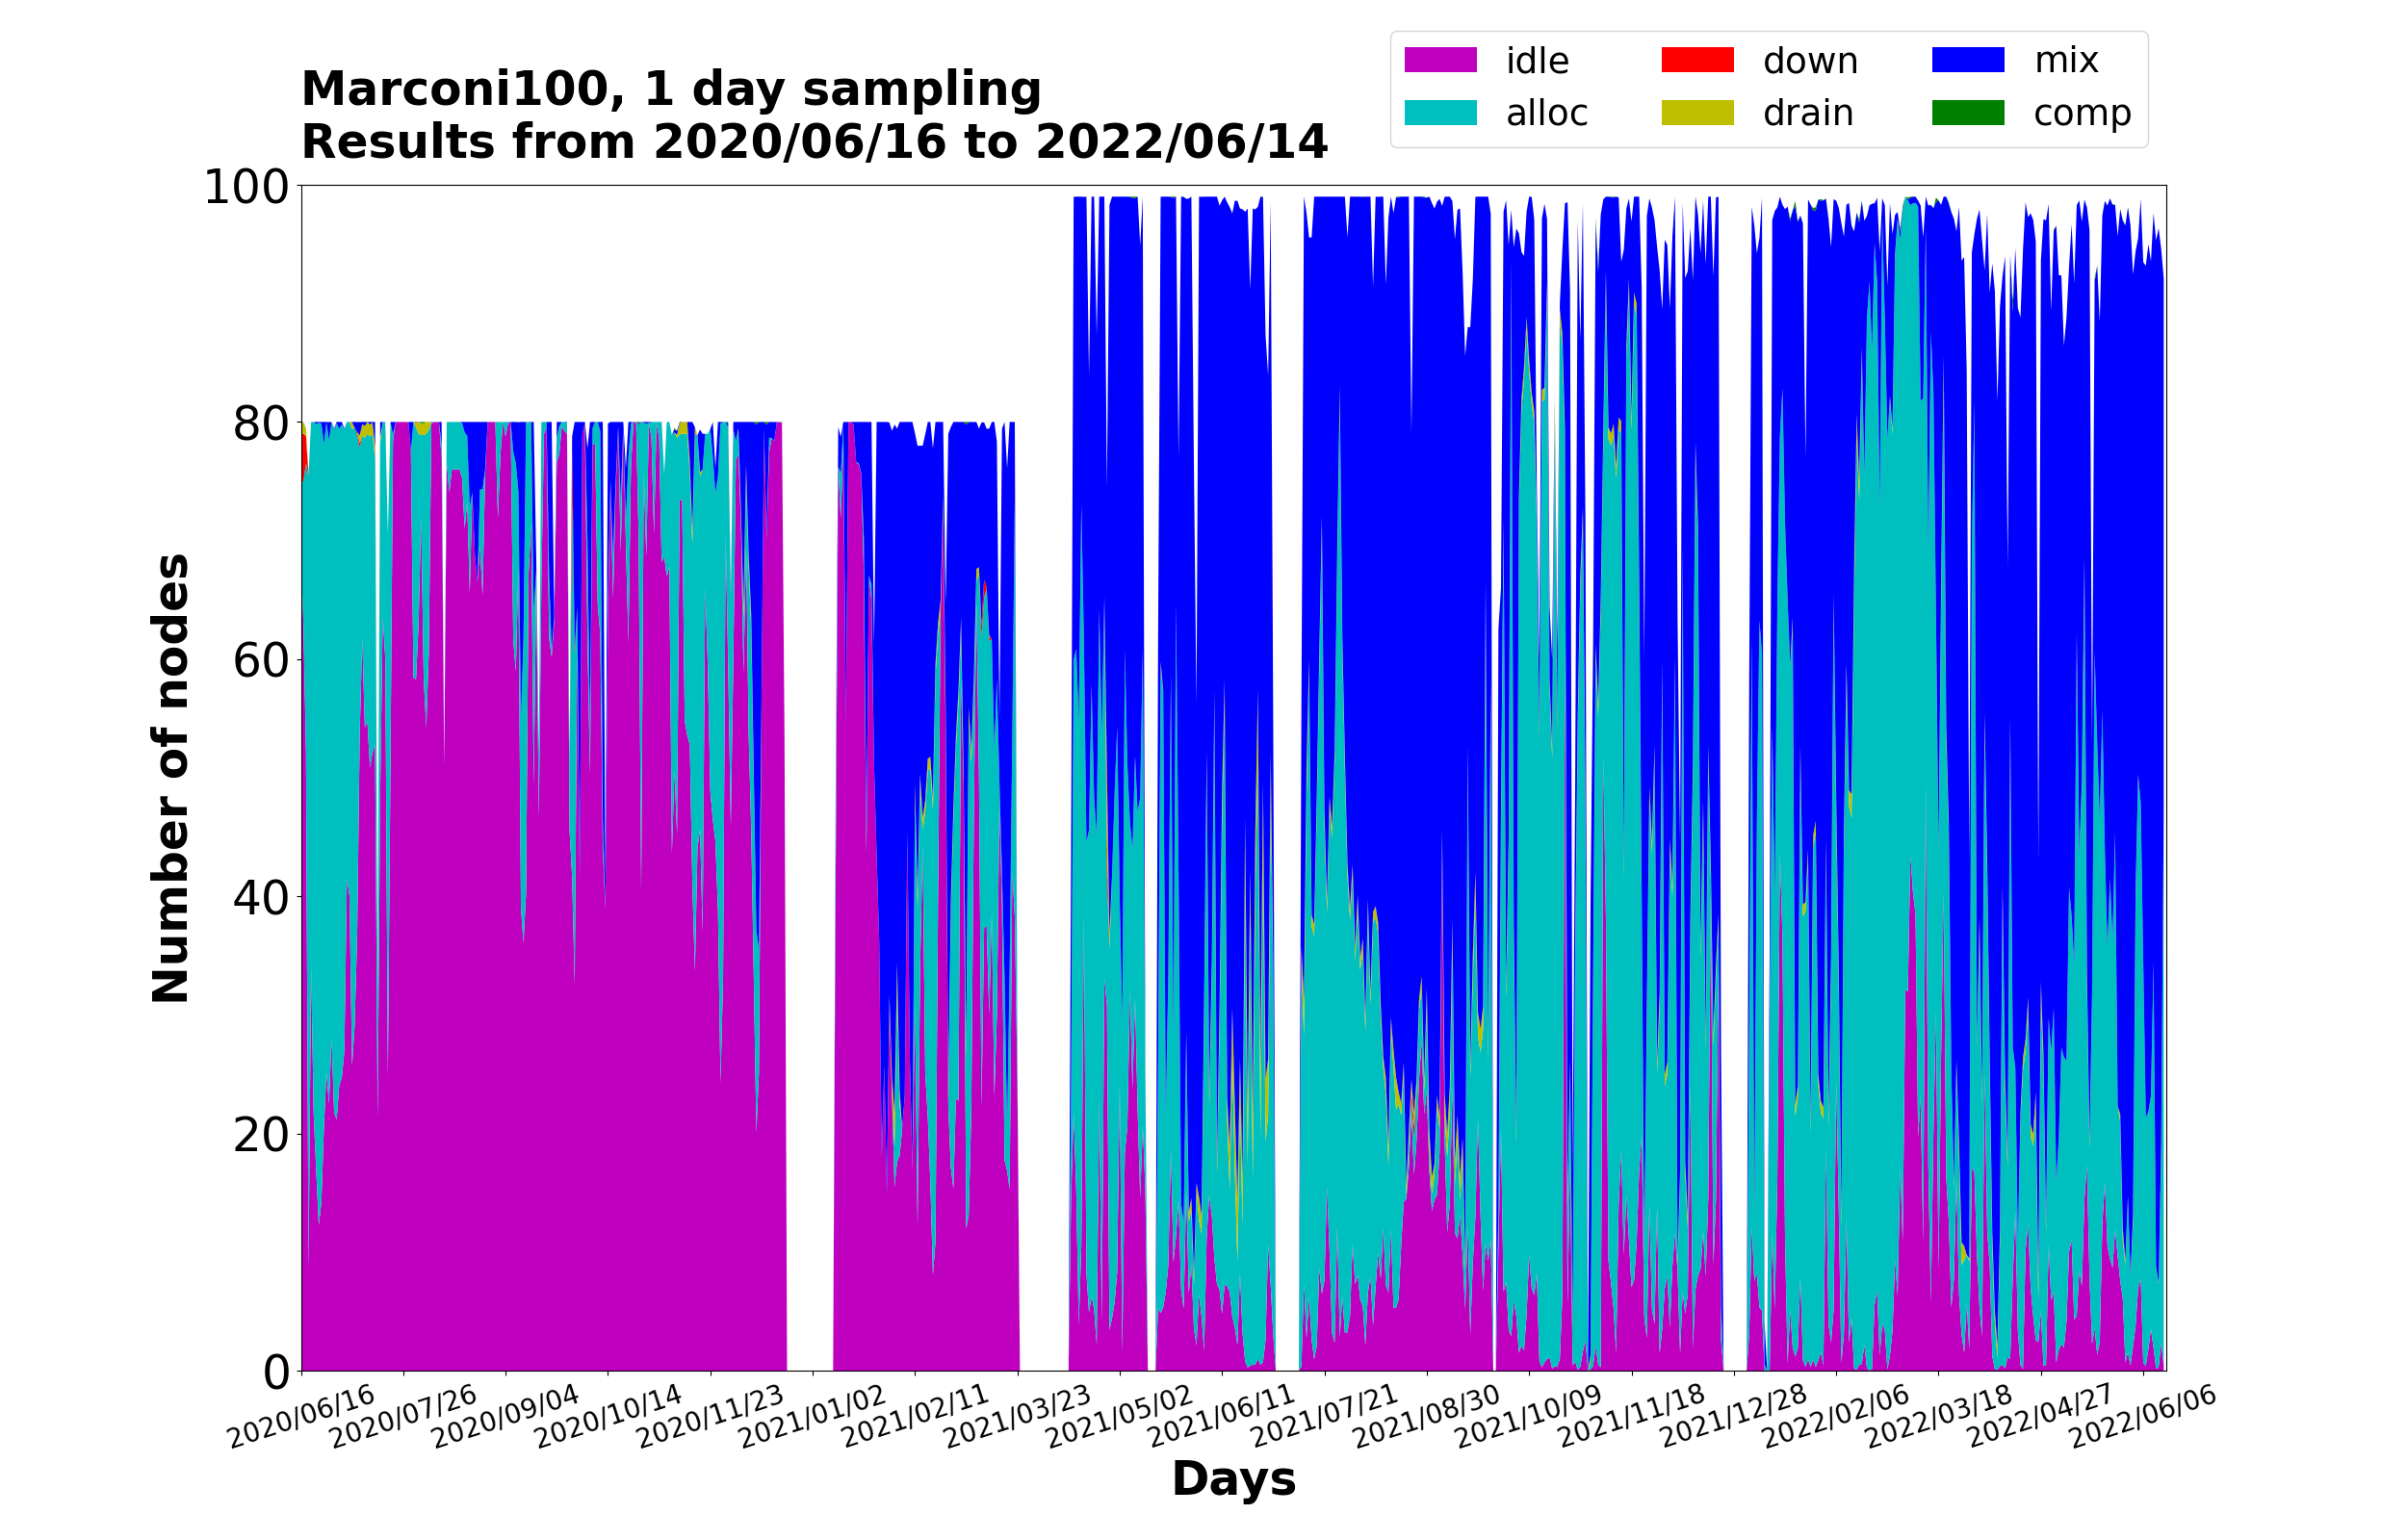 Marconi100, 1 day sampling
Results from 2020/06/16 to 2022/06/14
idle
down
mix
alloc
drain
comp
100
80
60
40
20
0
Number of nodes
2020/06/16
2020/07/26
2020/09/04
2020/10/14
2020/11/23
2021/01/02
2021/02/11
2021/03/23
2021/05/02
2021/06/11
2021/07/21
2021/08/30
2021/10/09
2021/11/18
2021/12/28
2022/02/06
2022/03/18
2022/04/27
2022/06/06
Days